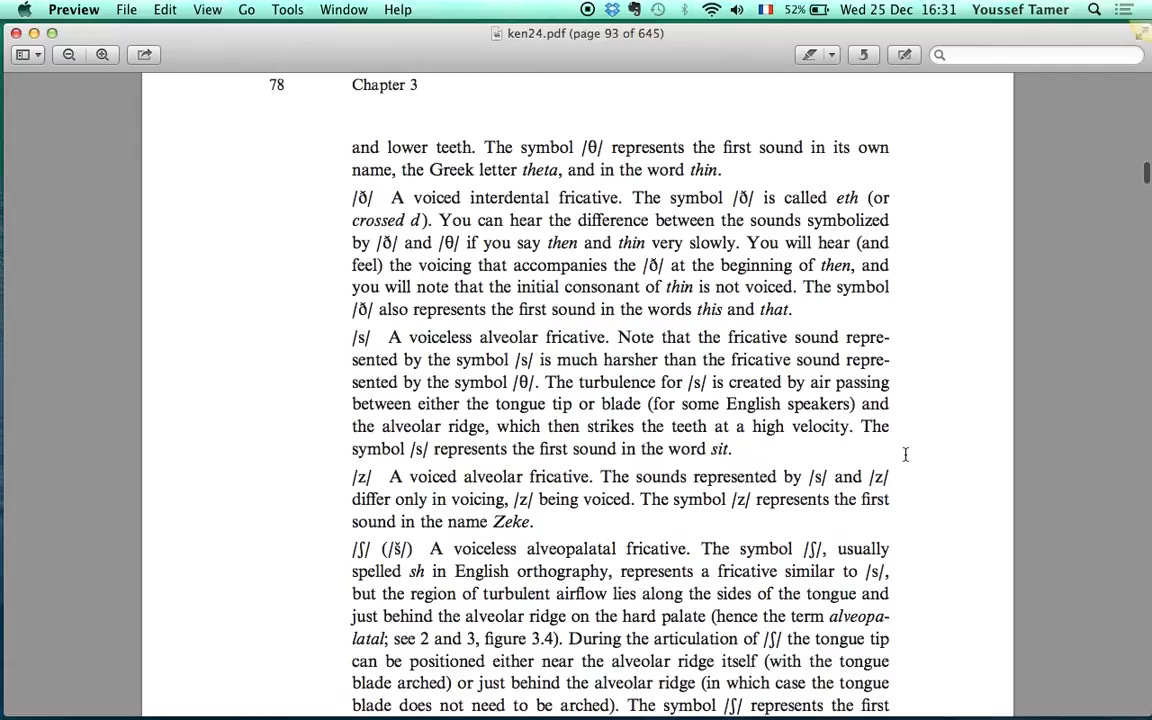 Preview File Edit View Go Tools Window Help 52% Wed 25 Dec 16:31 Youssef Tamer
ken24.pdf (page 93 of 645)
78 Chapter 3
and lower teeth. The symbol /θ/ represents the first sound in its own
name, the Greek letter theta, and in the word thin.
/ð/ A voiced interdental fricative. The symbol /ð/ is called eth (or
crossed d). You can hear the difference between the sounds symbolized
by /ð/ and /θ/ if you say then and thin very slowly. You will hear (and
feel) the voicing that accompanies the /ð/ at the beginning of then, and
you will note that the initial consonant of thin is not voiced. The symbol
/ð/ also represents the first sound in the words this and that.
/s/ A voiceless alveolar fricative. Note that the fricative sound repre-
sented by the symbol /s/ is much harsher than the fricative sound repre-
sented by the symbol /θ/. The turbulence for /s/ is created by air passing
between either the tongue tip or blade (for some English speakers) and
the alveolar ridge, which then strikes the teeth at a high velocity. The
symbol /s/ represents the first sound in the word sit.
/z/ A voiced alveolar fricative. The sounds represented by /s/ and /z/
differ only in voicing, /z/ being voiced. The symbol /z/ represents the first
sound in the name Zeke.
/ʃ/ (/š/) A voiceless alveopalatal fricative. The symbol /ʃ/, usually
spelled sh in English orthography, represents a fricative similar to /s/,
but the region of turbulent airflow lies along the sides of the tongue and
just behind the alveolar ridge on the hard palate (hence the term alveopa-
latal; see 2 and 3, figure 3.4). During the articulation of /ʃ/ the tongue tip
can be positioned either near the alveolar ridge itself (with the tongue
blade arched) or just behind the alveolar ridge (in which case the tongue
blade does not need to be arched). The symbol /ʃ/ represents the first